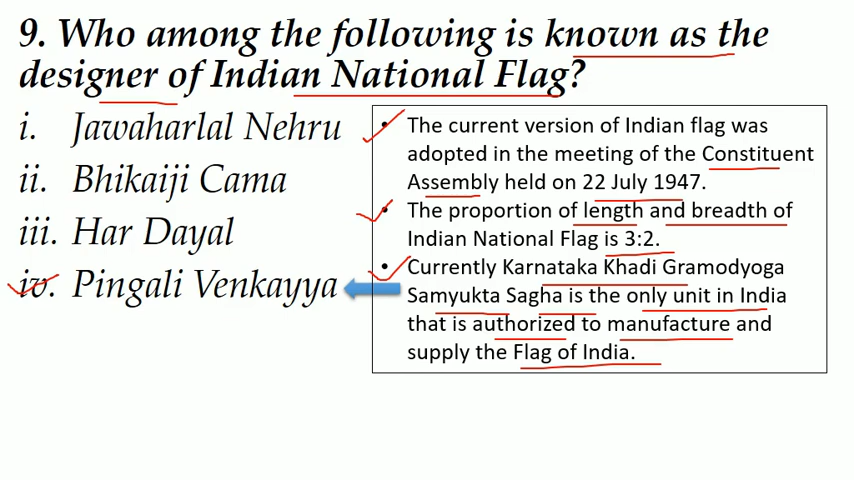 9. Who among the following is known as the
designer of Indian National Flag?
i. Jawaharlal Nehru
ii. Bhikaiji Cama
iii. Har Dayal
iv. Pingali Venkayya
• The current version of Indian flag was
adopted in the meeting of the Constituent
Assembly held on 22 July 1947.
• The proportion of length and breadth of
Indian National Flag is 3:2.
• Currently Karnataka Khadi Gramodyoga
Samyukta Sagha is the only unit in India
that is authorized to manufacture and
supply the Flag of India.